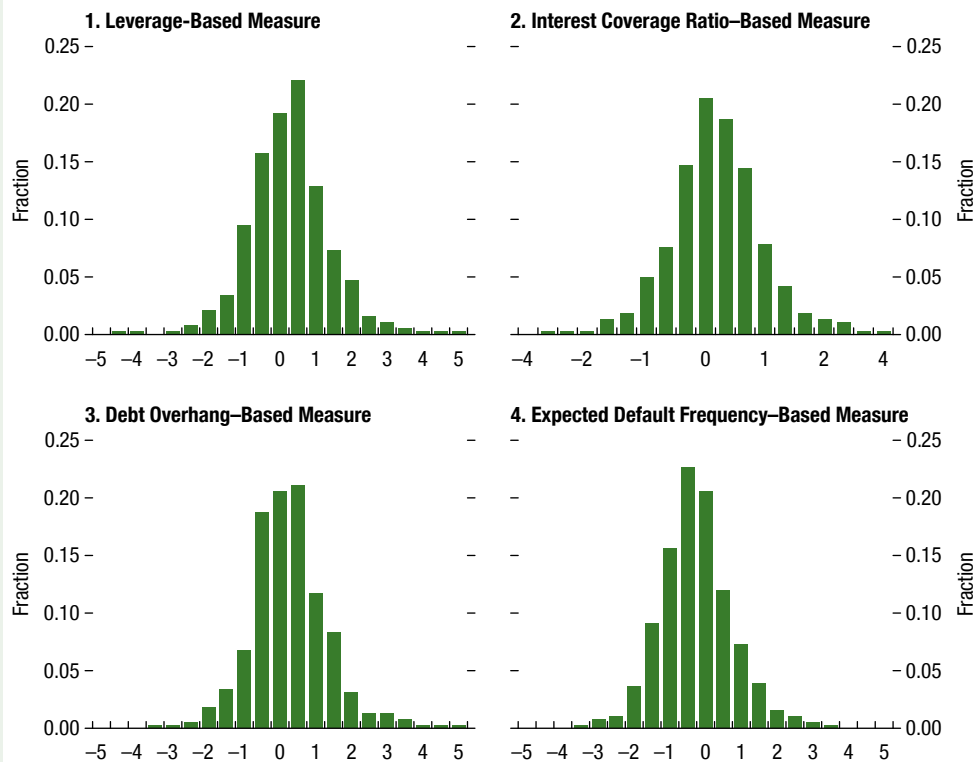 1. Leverage-Based Measure
0.25
0.20
0.15
0.10
0.05
0.00
Fraction
–5 –4 –3 –2 –1 0 1 2 3 4 5
2. Interest Coverage Ratio–Based Measure
0.25
0.20
0.15
0.10
0.05
0.00
Fraction
–4 –2 –1 0 1 2 4
3. Debt Overhang–Based Measure
0.25
0.20
0.15
0.10
0.05
0.00
Fraction
–5 –4 –3 –2 –1 0 1 2 3 4 5
4. Expected Default Frequency–Based Measure
0.25
0.20
0.15
0.10
0.05
0.00
Fraction
–5 –4 –3 –2 –1 0 1 2 3 4 5